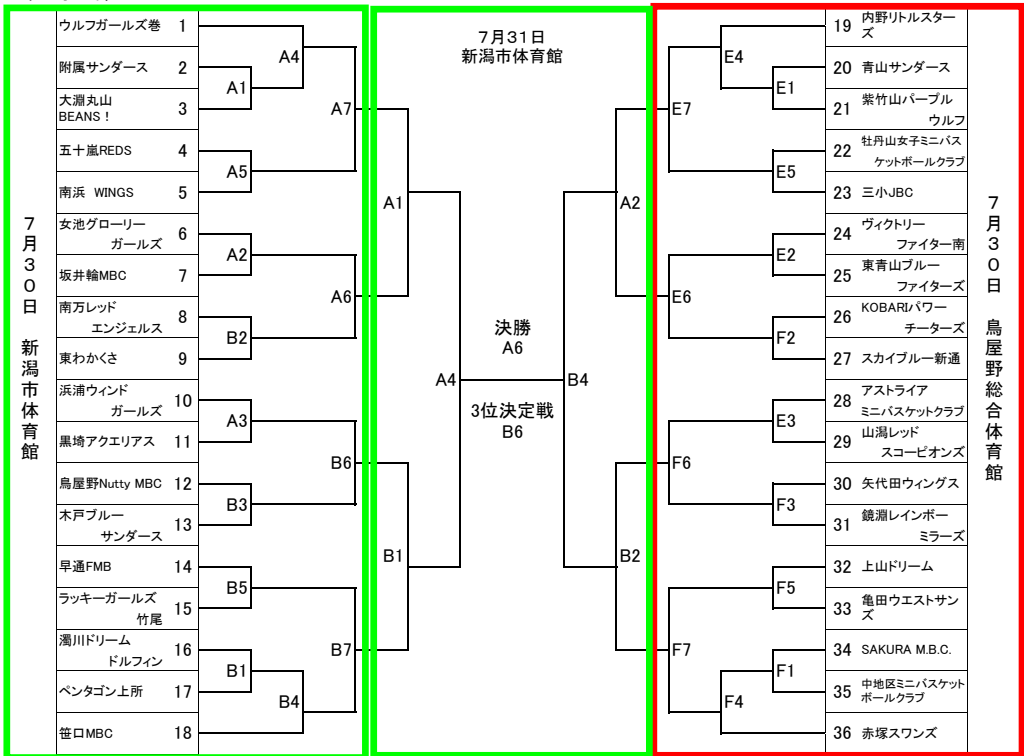 7月30日　新潟市体育館
ウルフガールズ巻 1
附属サンダース 2
大淵丸山
BEANS！ 3
五十嵐REDS 4
南浜　WINGS 5
女池グローリー
ガールズ 6
坂井輪MBC 7
南万レッド
エンジェルス 8
東わかくさ 9
浜浦ウィンド
ガールズ 10
黒埼アクエリアス 11
鳥屋野Nutty MBC 12
木戸ブルー
サンダース 13
早通FMB 14
ラッキーガールズ
竹尾 15
濁川ドリーム
ドルフィン 16
ペンタゴン上所 17
笹口MBC 18
A4
A1
A7
A5
A2
A6
B2
A3
B6
B3
B5
B7
B1
B4
7月31日
新潟市体育館
A1
A2
決勝
A6
A4
B4
3位決定戦
B6
B1
B2
E4
E1
E7
E5
E2
E6
F2
E3
F6
F3
F5
F7
F1
F4
19 内野リトルスター
ズ
20 青山サンダース
21 紫竹山パープル
ウルフ
22 牡丹山女子ミニバス
ケットボールクラブ
23 三小JBC
24 ヴィクトリー
ファイター南
25 東青山ブルー
ファイターズ
26 KOBARIパワー
チーターズ
27 スカイブルー新通
28 アストライア
ミニバスケットクラブ
29 山潟レッド
スコーピオンズ
30 矢代田ウィングス
31 鏡淵レインボー
ミラーズ
32 上山ドリーム
33 亀田ウエストサン
ズ
34 SAKURA M.B.C.
35 中地区ミニバスケット
ボールクラブ
36 赤塚スワンズ
7月30日　鳥屋野総合体育館